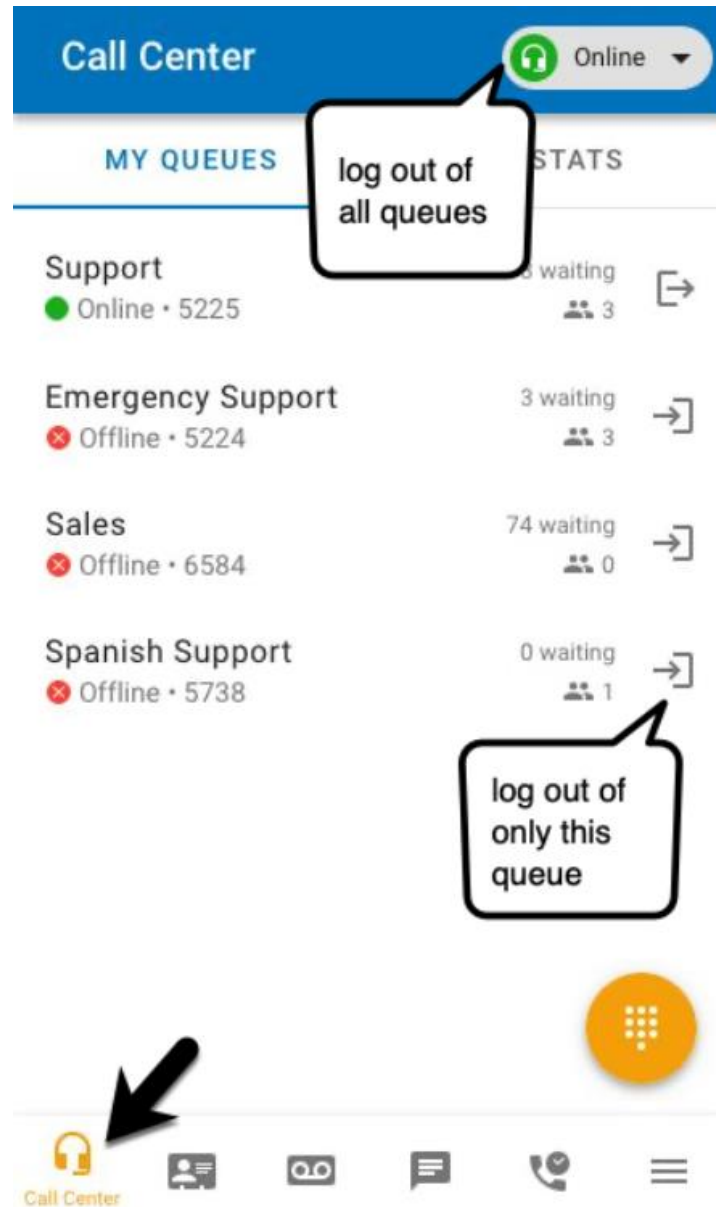 Call Center
Online
MY QUEUES
STATS
log out of
all queues
Support
waiting
Online • 5225
3
Emergency Support
3 waiting
Offline • 5224
3
Sales
74 waiting
Offline • 6584
0
Spanish Support
0 waiting
Offline • 5738
1
log out of
only this
queue
Call Center